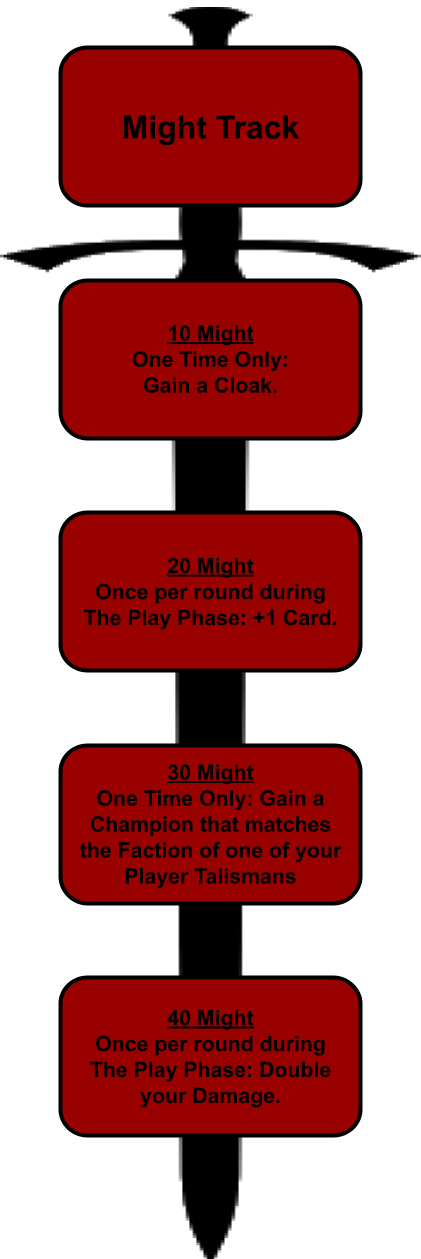 Might Track
10 Might
One Time Only:
Gain a Cloak.
20 Might
Once per round during
The Play Phase: +1 Card.
30 Might
One Time Only: Gain a
Champion that matches
the Faction of one of your
Player Talismans
40 Might
Once per round during
The Play Phase: Double
your Damage.